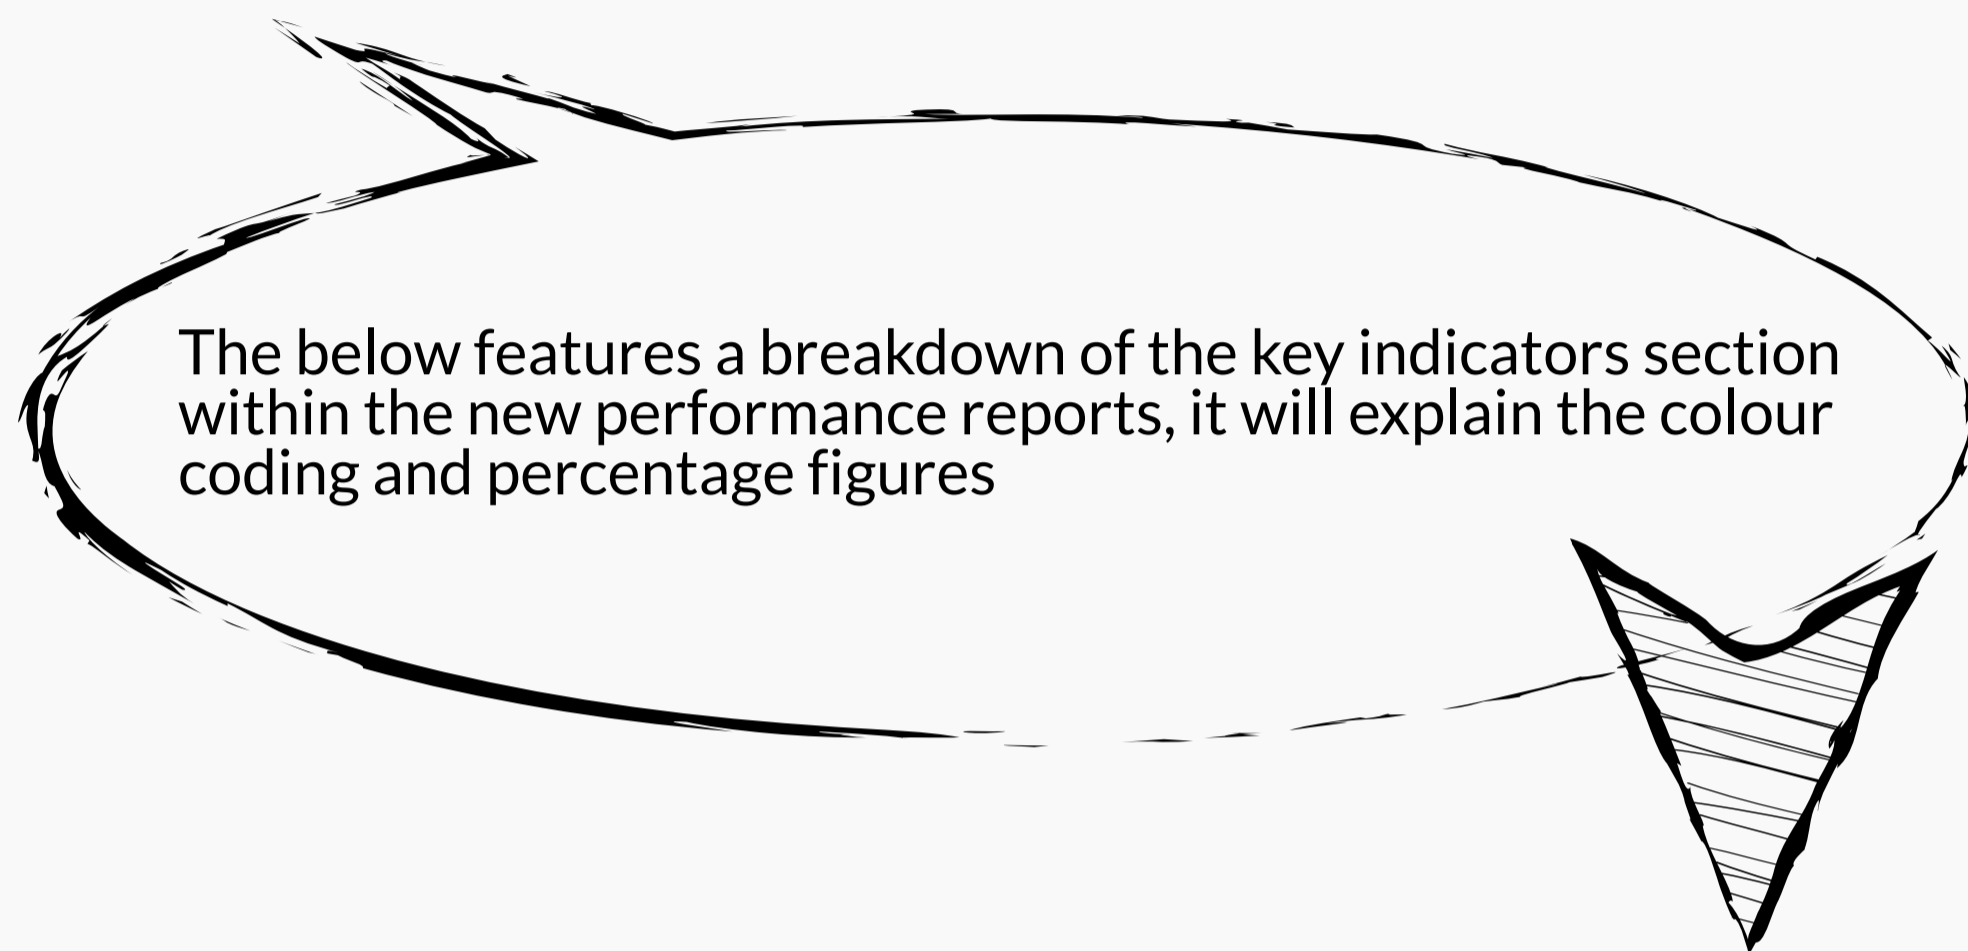 The below features a breakdown of the key indicators section
within the new performance reports, it will explain the colour
coding and percentage figures